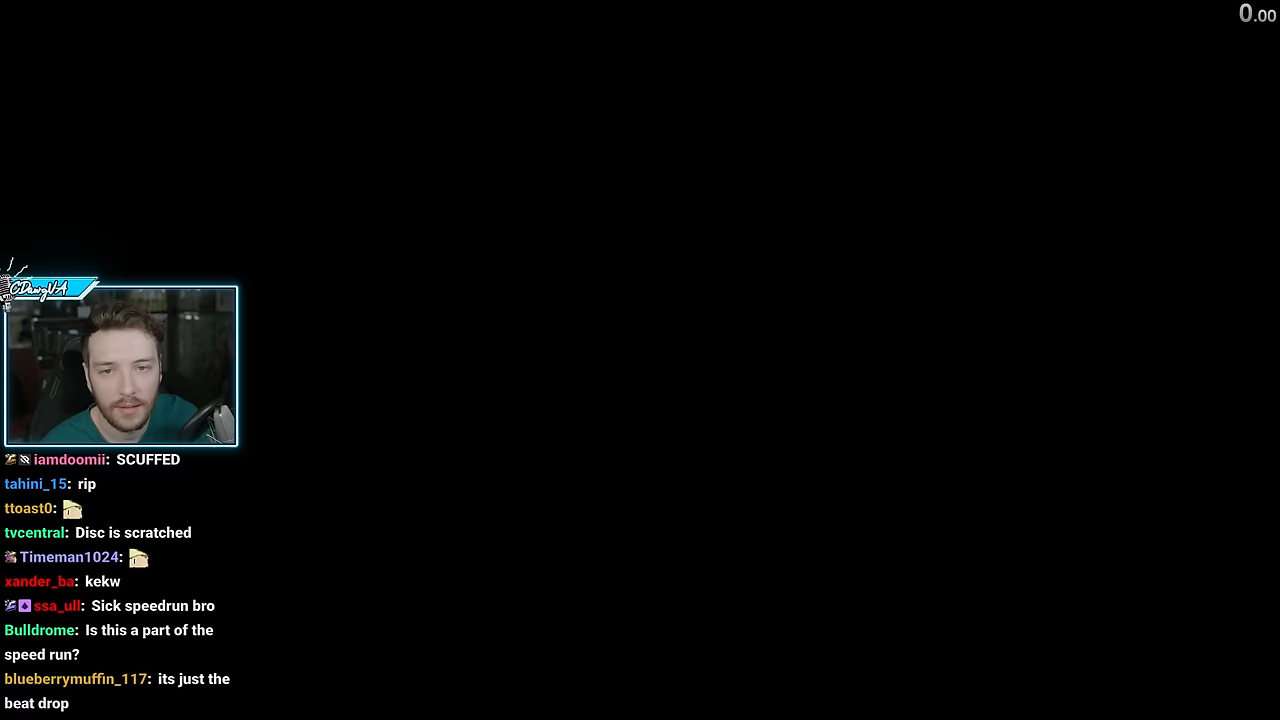 0.00
CDawgVA
iamdoomii: SCUFFED
tahini_15: rip
ttoast0:
tvcentral: Disc is scratched
Timeman1024:
xander_ba: kekw
ssa_ull: Sick speedrun bro
Bulldrome: Is this a part of the
speed run?
blueberrymuffin_117: its just the
beat drop